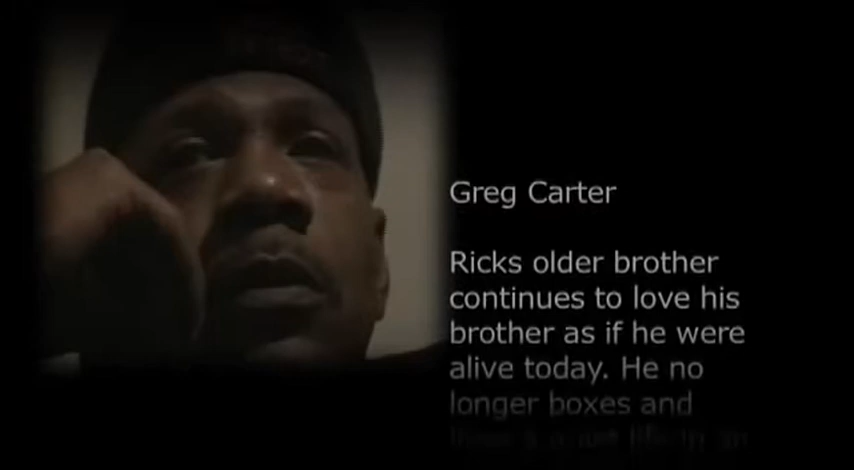 Greg Carter
Ricks older brother
continues to love his
brother as if he were
alive today. He no
longer boxes and